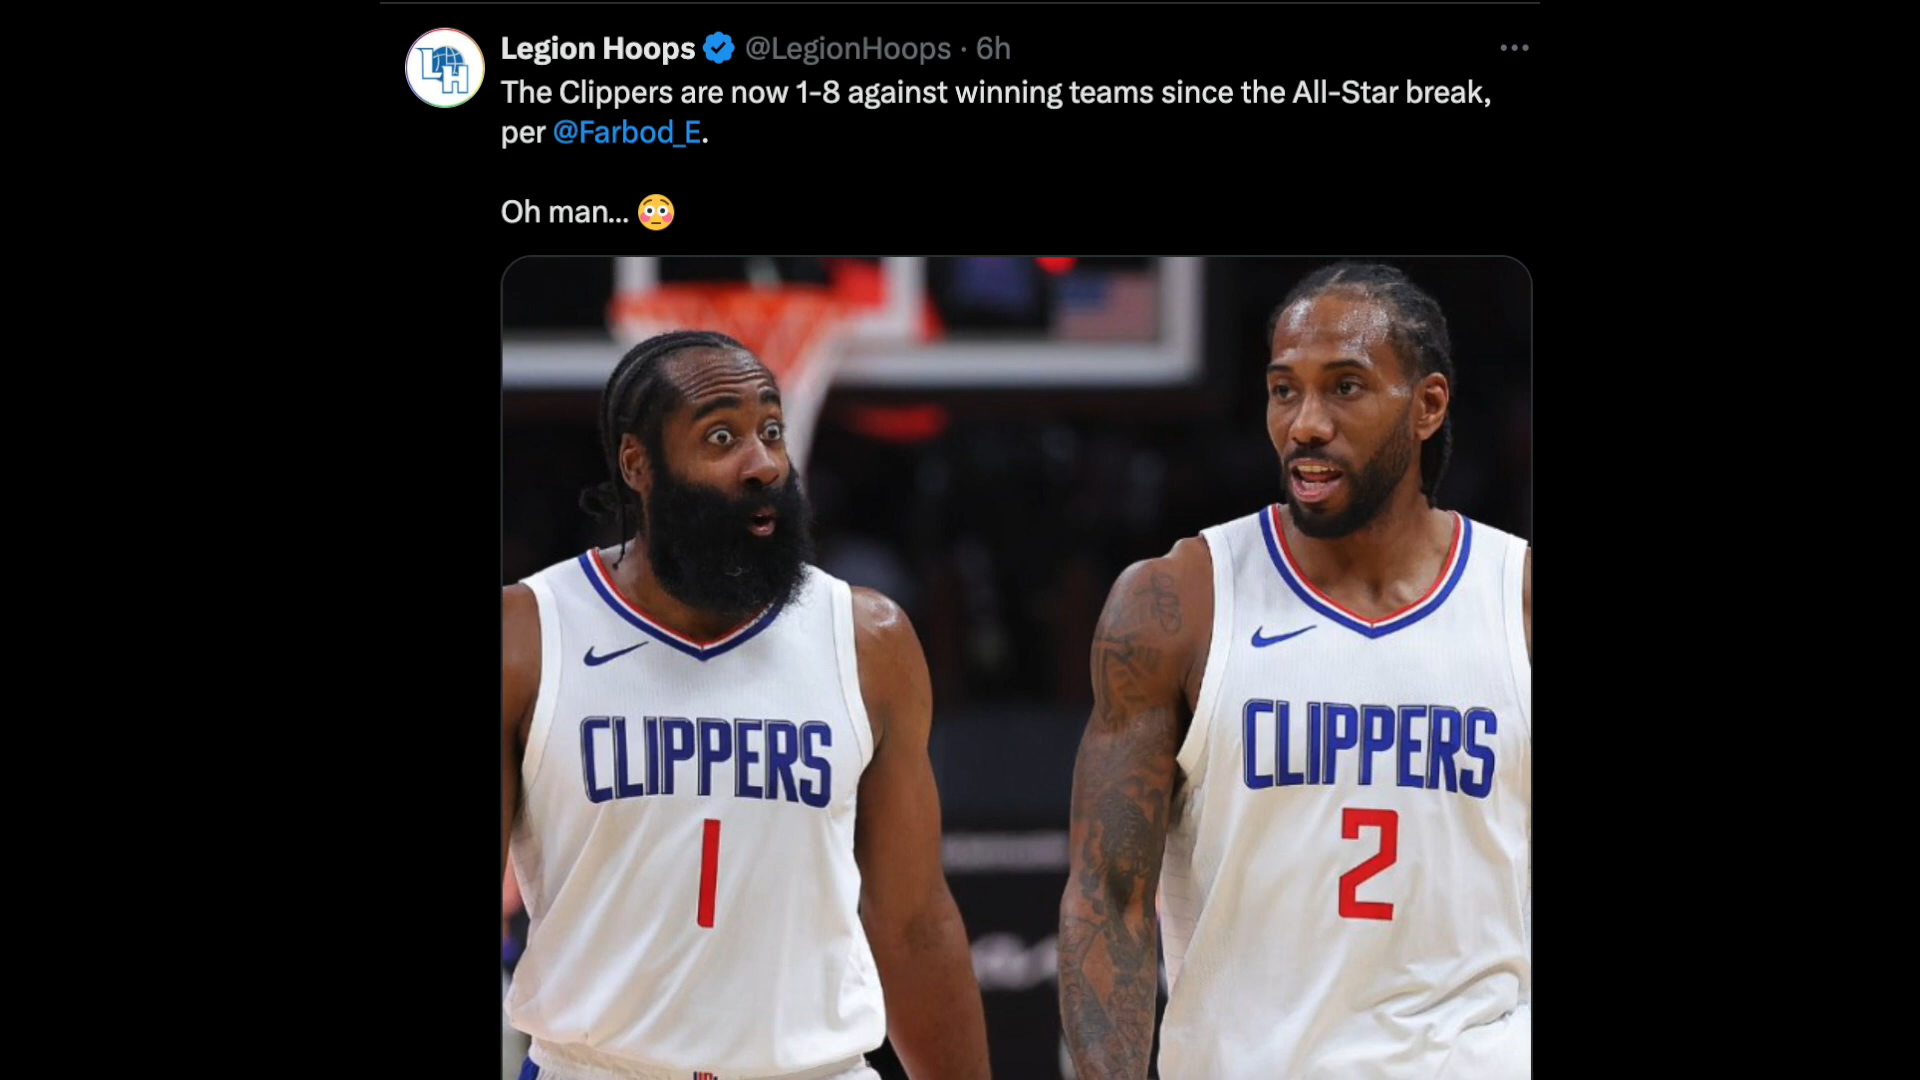 Legion Hoops @LegionHoops · 6h
LH
The Clippers are now 1-8 against winning teams since the All-Star break,
per @Farbod_E.
Oh man... 😳
CLIPPERS
1
CLIPPERS
2